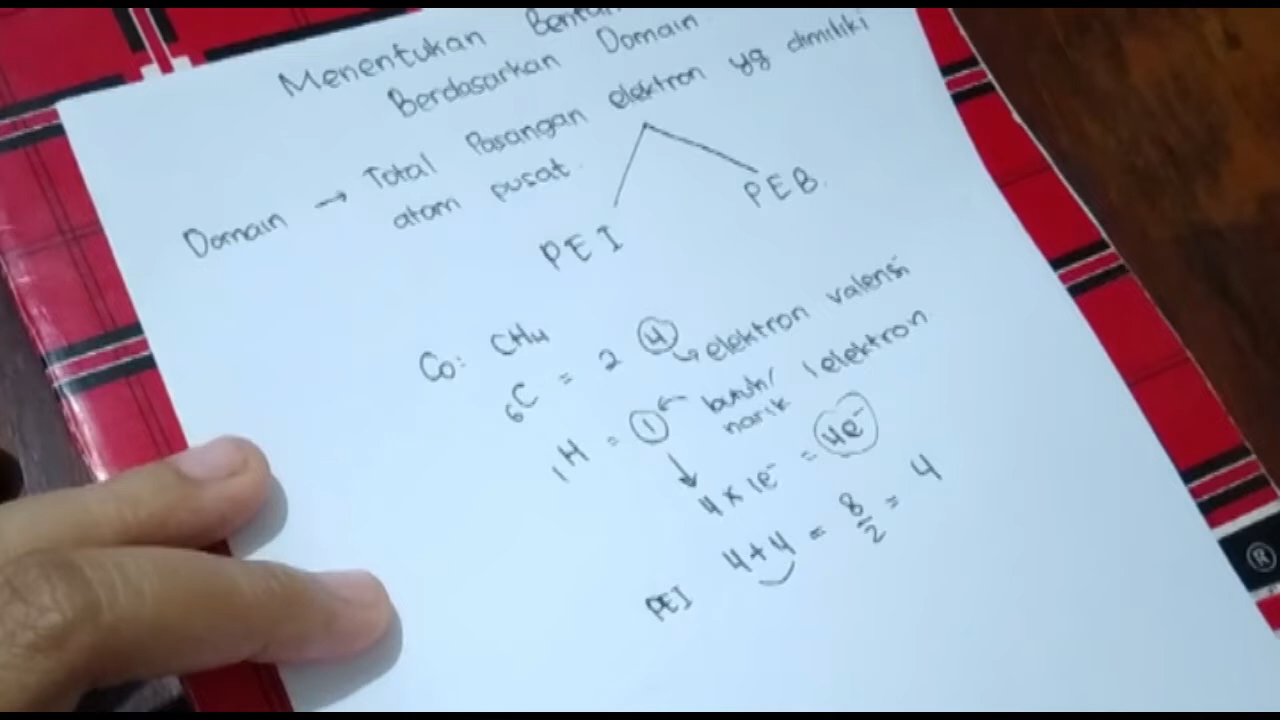 Menentukan
Berdasarkan Domain
Domain → Total Pasangan elektron yg dimiliki
atom pusat.
PEI PEB.
Co: CH4
6C = 2 4 → elektron valensi
1H = 1 ← butuh/ 1 elektron
narik
4 × 1e⁻ = 4e⁻
4+4 = 8/2 = 4
PEI
®